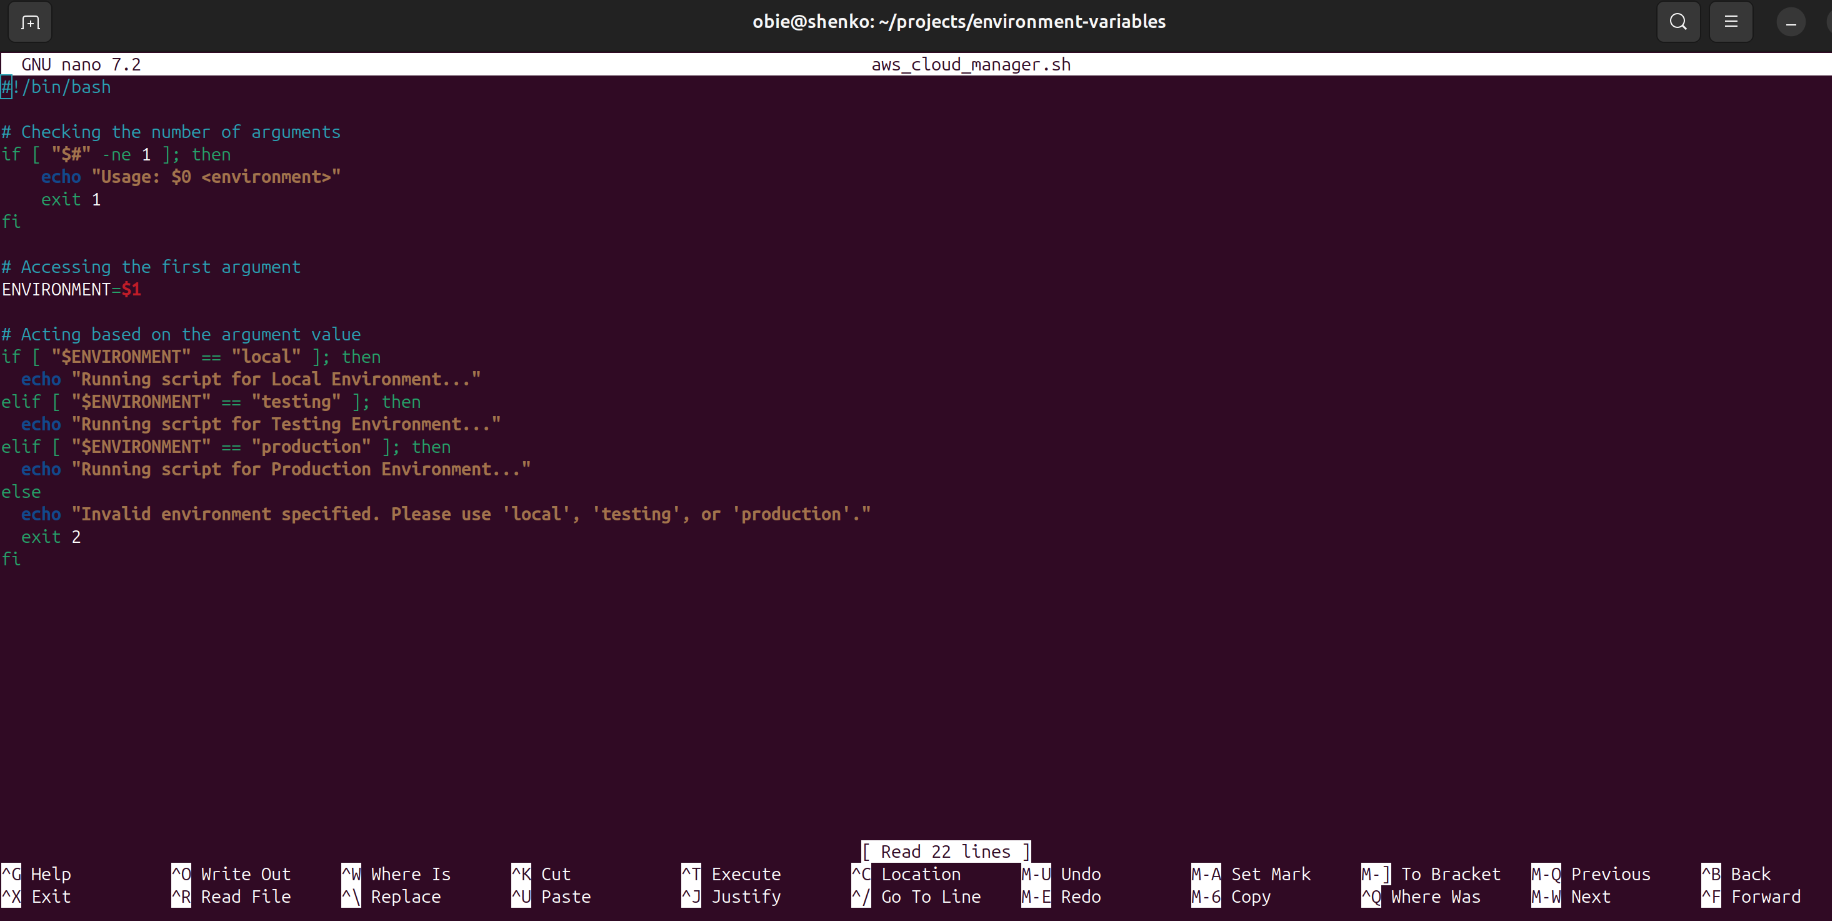 obie@shenko: ~/projects/environment-variables
GNU nano 7.2 aws_cloud_manager.sh
#!/bin/bash

# Checking the number of arguments
if [ "$#" -ne 1 ]; then
    echo "Usage: $0 <environment>"
    exit 1
fi

# Accessing the first argument
ENVIRONMENT=$1

# Acting based on the argument value
if [ "$ENVIRONMENT" == "local" ]; then
  echo "Running script for Local Environment..."
elif [ "$ENVIRONMENT" == "testing" ]; then
  echo "Running script for Testing Environment..."
elif [ "$ENVIRONMENT" == "production" ]; then
  echo "Running script for Production Environment..."
else
  echo "Invalid environment specified. Please use 'local', 'testing', or 'production'."
  exit 2
fi

[ Read 22 lines ]
^G Help ^O Write Out ^W Where Is ^K Cut ^T Execute ^C Location M-U Undo M-A Set Mark M-] To Bracket M-Q Previous ^B Back
^X Exit ^R Read File ^\ Replace ^U Paste ^J Justify ^/ Go To Line M-E Redo M-6 Copy ^Q Where Was M-W Next ^F Forward